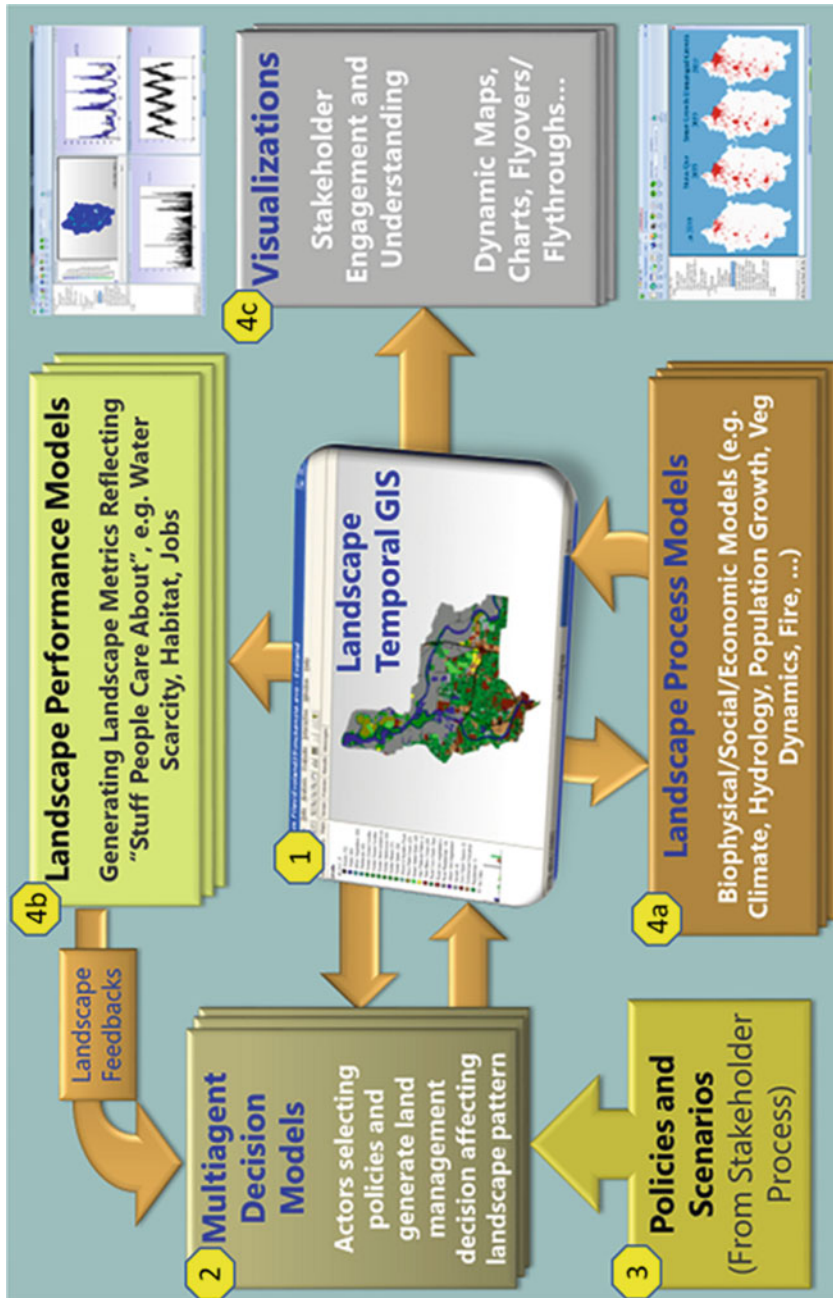 4b
Landscape Performance Models
Generating Landscape Metrics Reflecting
“Stuff People Care About”, e.g. Water
Scarcity, Habitat, Jobs
Landscape
Feedbacks
2
Multiagent
Decision
Models
Actors selecting
policies and
generate land
management
decision affecting
landscape pattern
1
Landscape
Temporal GIS
4c
Visualizations
Stakeholder
Engagement and
Understanding
Dynamic Maps,
Charts, Flyovers/
Flythroughs...
3
Policies and
Scenarios
(From Stakeholder
Process)
4a
Landscape Process Models
Biophysical/Social/Economic Models (e.g.
Climate, Hydrology, Population Growth, Veg
Dynamics, Fire, ...)